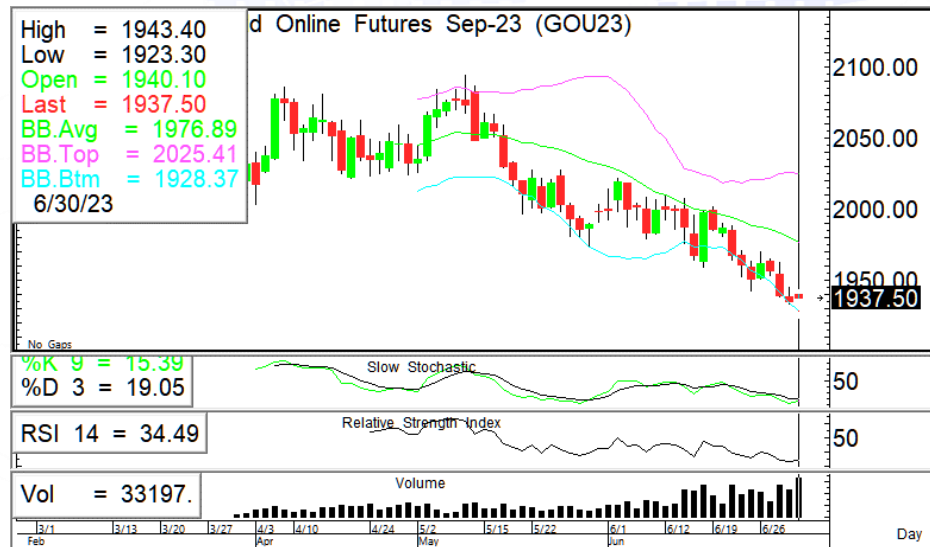 High = 1943.40
Low = 1923.30
Open = 1940.10
Last = 1937.50
BB.Avg = 1976.89
BB.Top = 2025.41
BB.Btm = 1928.37
6/30/23
d Online Futures Sep-23 (GOU23)
2100.00
2050.00
2000.00
1950.00
1937.50
No Gaps
%K 9 = 15.39
%D 3 = 19.05
Slow Stochastic
50
RSI 14 = 34.49
Relative Strength Index
50
Vol = 33197.
Volume
3/1 3/13 3/20 3/27 4/3 4/10 4/24 5/2 5/15 5/22 6/1 6/12 6/19 6/26
Feb Apr May Jun Day